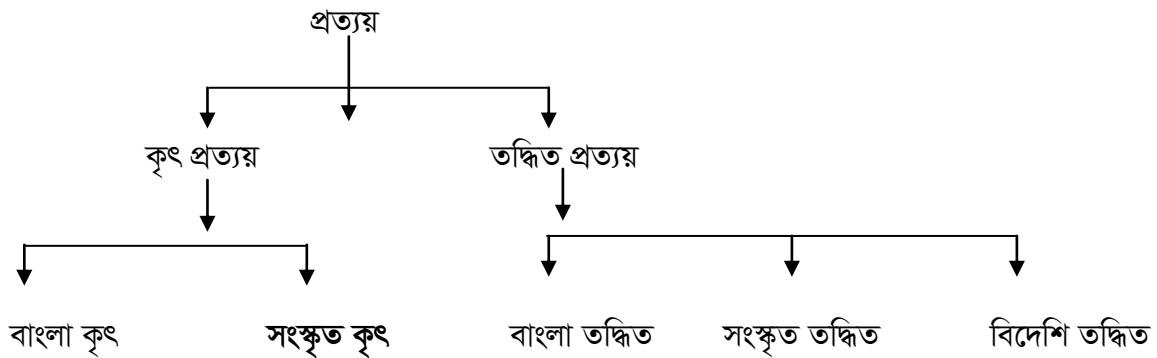 প্রত্যয়
কৃৎ প্রত্যয় তদ্ধিত প্রত্যয়
বাংলা কৃৎ সংস্কৃত কৃৎ বাংলা তদ্ধিত সংস্কৃত তদ্ধিত বিদেশি তদ্ধিত